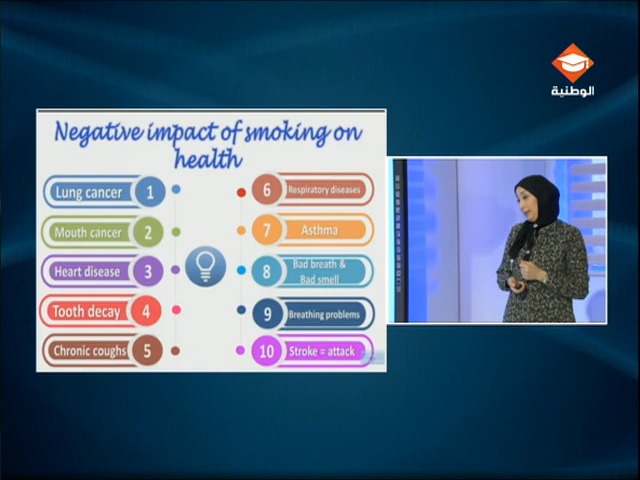 الوطنية
Negative impact of smoking on
health
Lung cancer 1
Mouth cancer 2
Heart disease 3
Tooth decay 4
Chronic coughs 5
6 Respiratory diseases
7 Asthma
8 Bad breath &
Bad smell
9 Breathing problems
10 Stroke = attack